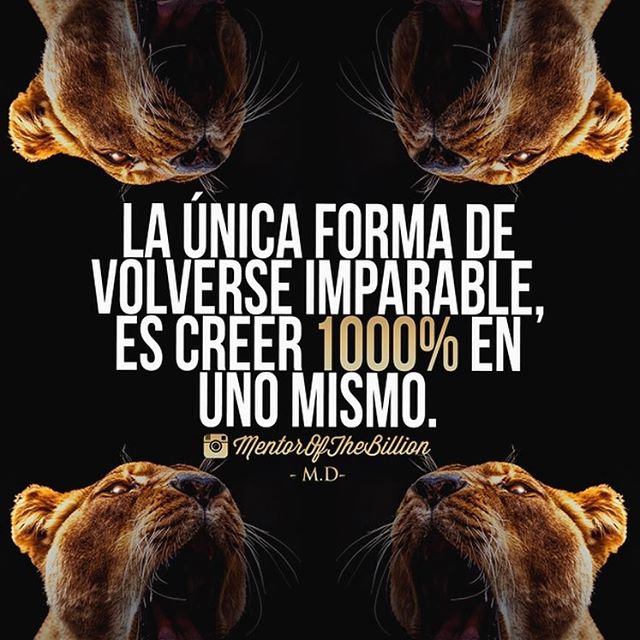 LA ÚNICA FORMA DE
VOLVERSE IMPARABLE,
ES CREER 1000% EN
UNO MISMO.
MentorOfTheBillion
- M.D-